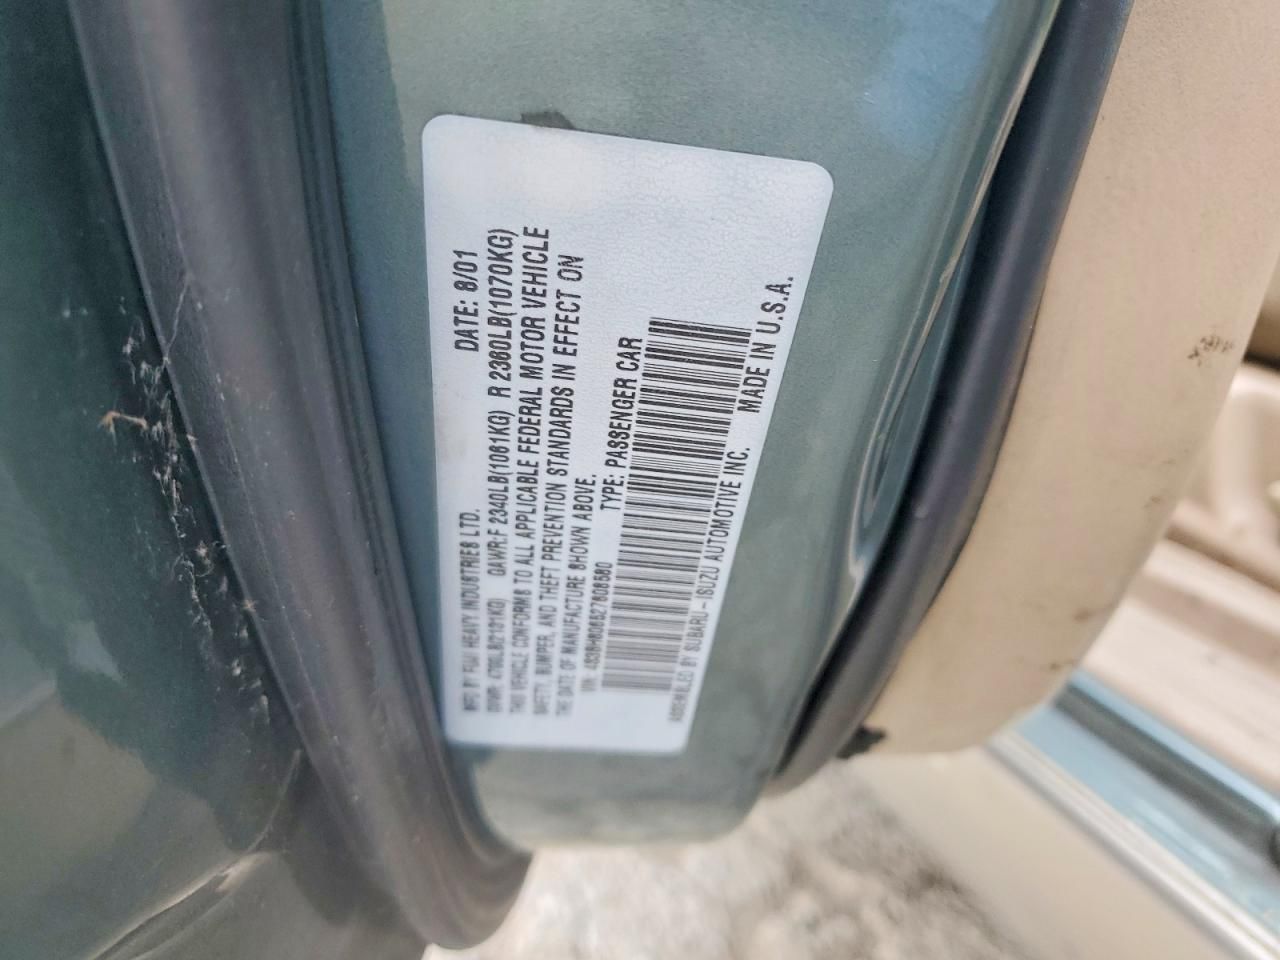 MFD BY FUJI HEAVY INDUSTRIES LTD. DATE: 8/01
GVWR: 4700LB(2131KG) GAWR:F 2340LB(1061KG) R 2360LB(1070KG)
THIS VEHICLE CONFORMS TO ALL APPLICABLE FEDERAL MOTOR VEHICLE
SAFETY, BUMPER, AND THEFT PREVENTION STANDARDS IN EFFECT ON
THE DATE OF MANUFACTURE SHOWN ABOVE.
VIN: TYPE: PASSENGER CAR
ASSEMBLED BY SUBARU-ISUZU AUTOMOTIVE INC. MADE IN U.S.A.